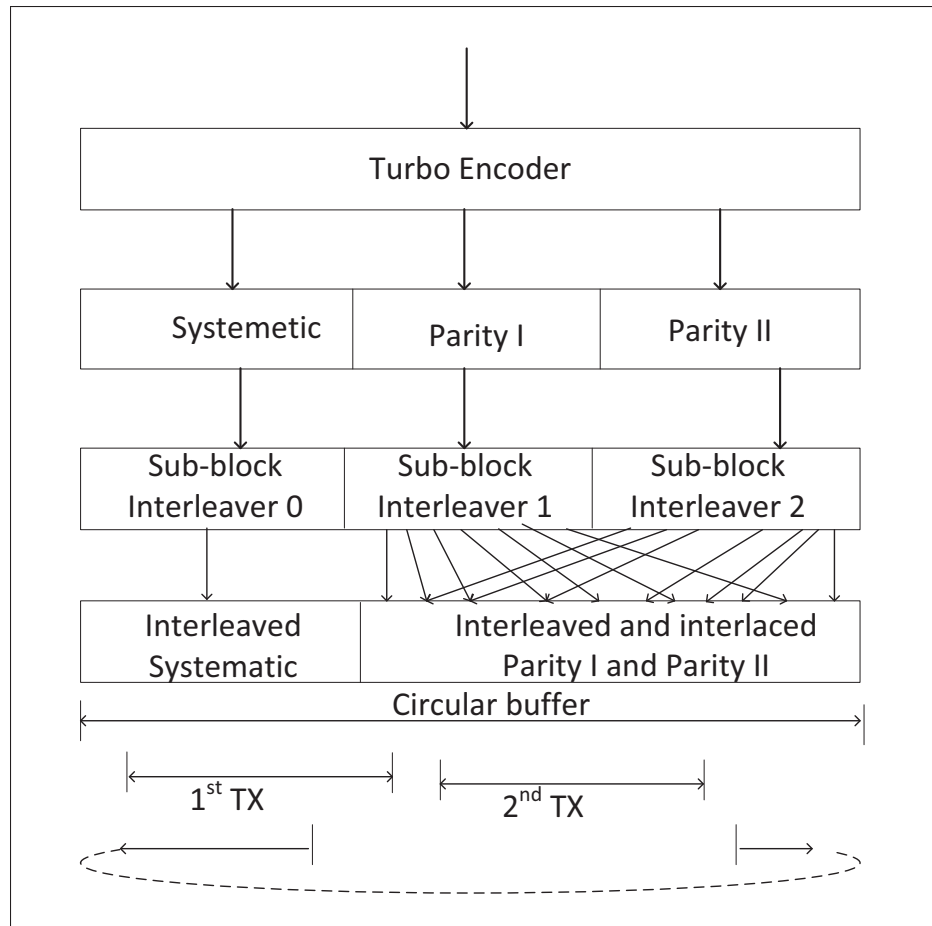 Turbo Encoder
Systemetic
Parity I
Parity II
Sub-block
Interleaver 0
Sub-block
Interleaver 1
Sub-block
Interleaver 2
Interleaved
Systematic
Interleaved and interlaced
Parity I and Parity II
Circular buffer
1st TX
2nd TX